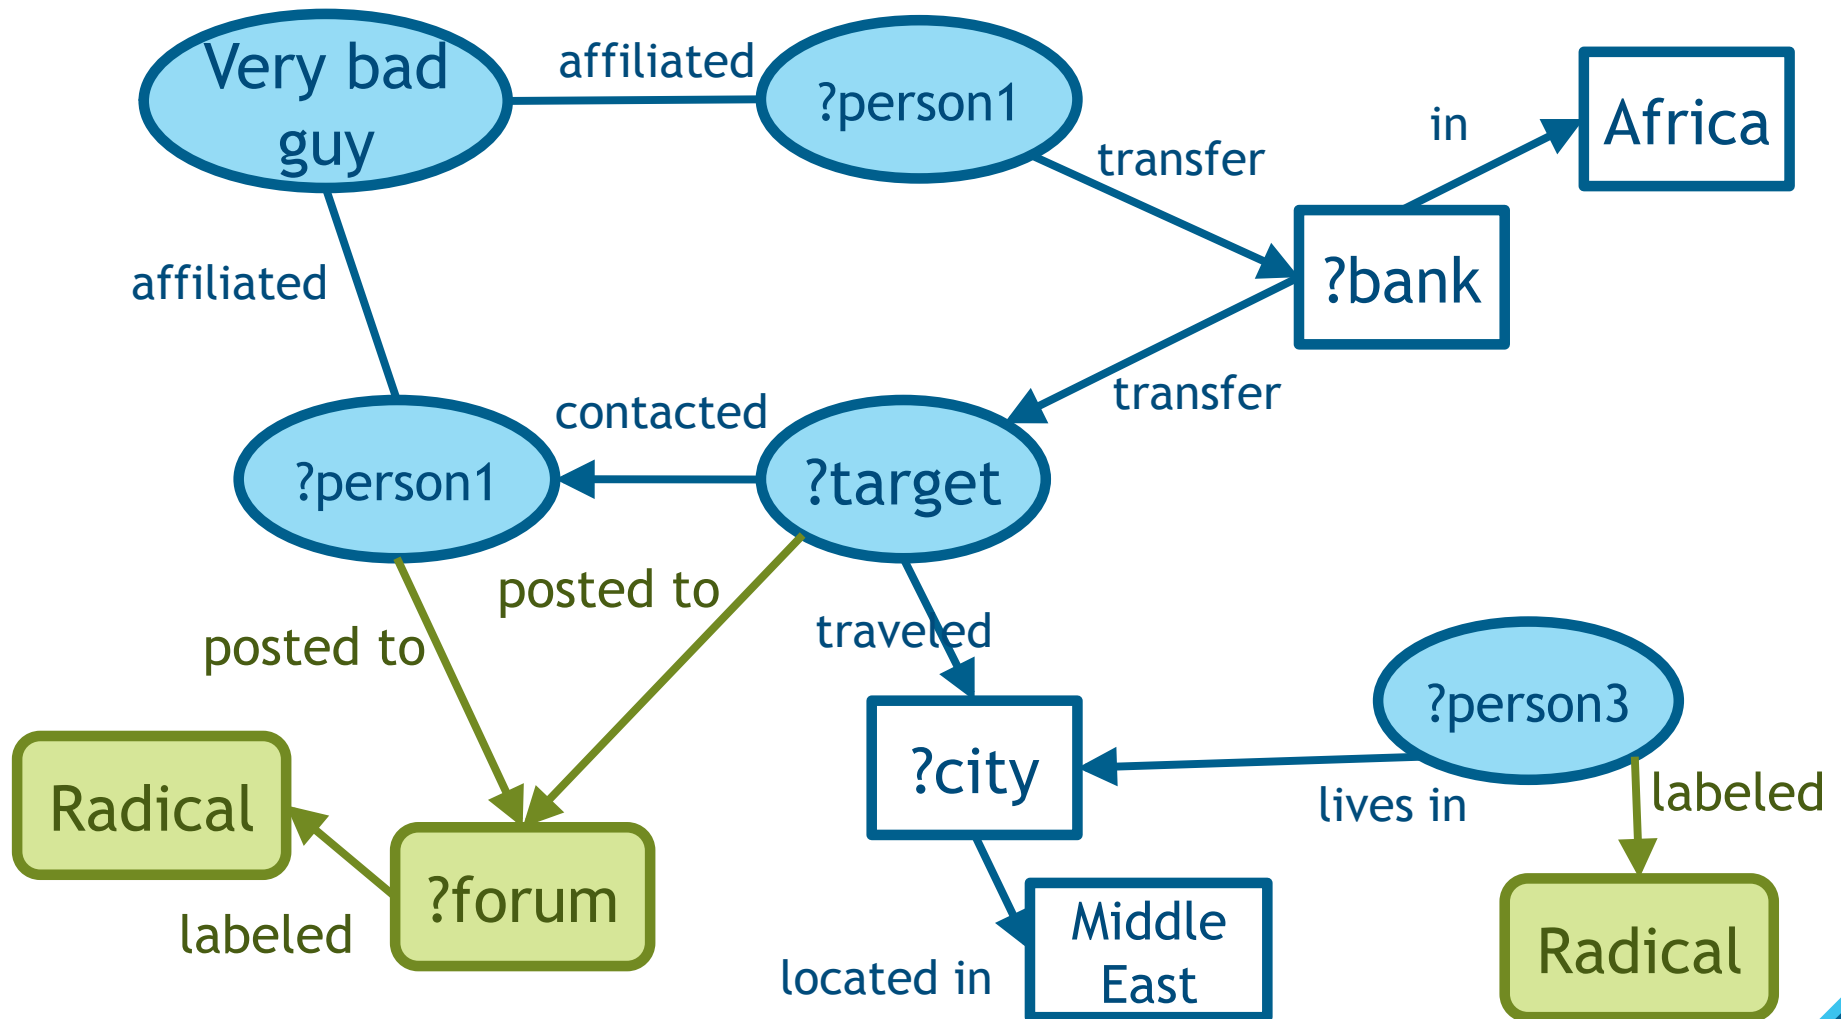 Very bad
guy
affiliated
?person1
transfer
in
Africa
?bank
affiliated
contacted
transfer
?person1
?target
posted to
posted to
traveled
?person3
Radical
?city
lives in
labeled
?forum
labeled
Middle
East
located in
Radical